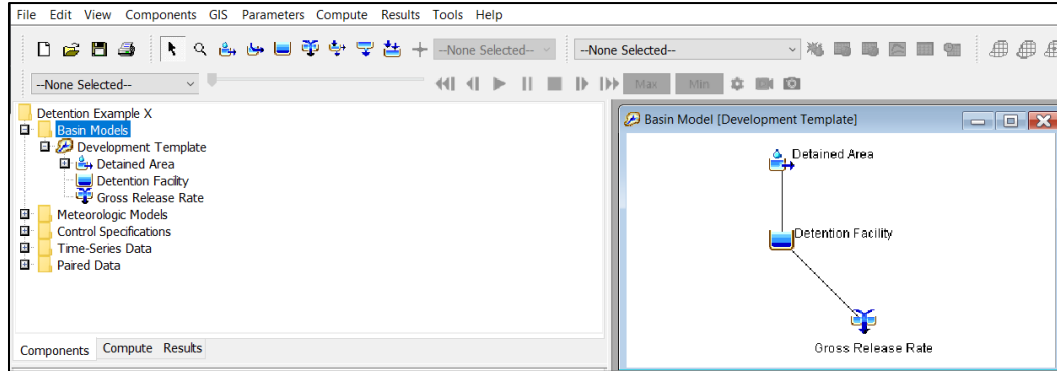 File Edit View Components GIS Parameters Compute Results Tools Help
--None Selected-- --None Selected--
--None Selected-- Max Min
Detention Example X
Basin Models
Development Template
Detained Area
Detention Facility
Gross Release Rate
Meteorologic Models
Control Specifications
Time-Series Data
Paired Data
Components Compute Results
Basin Model [Development Template]
Detained Area
Detention Facility
Gross Release Rate